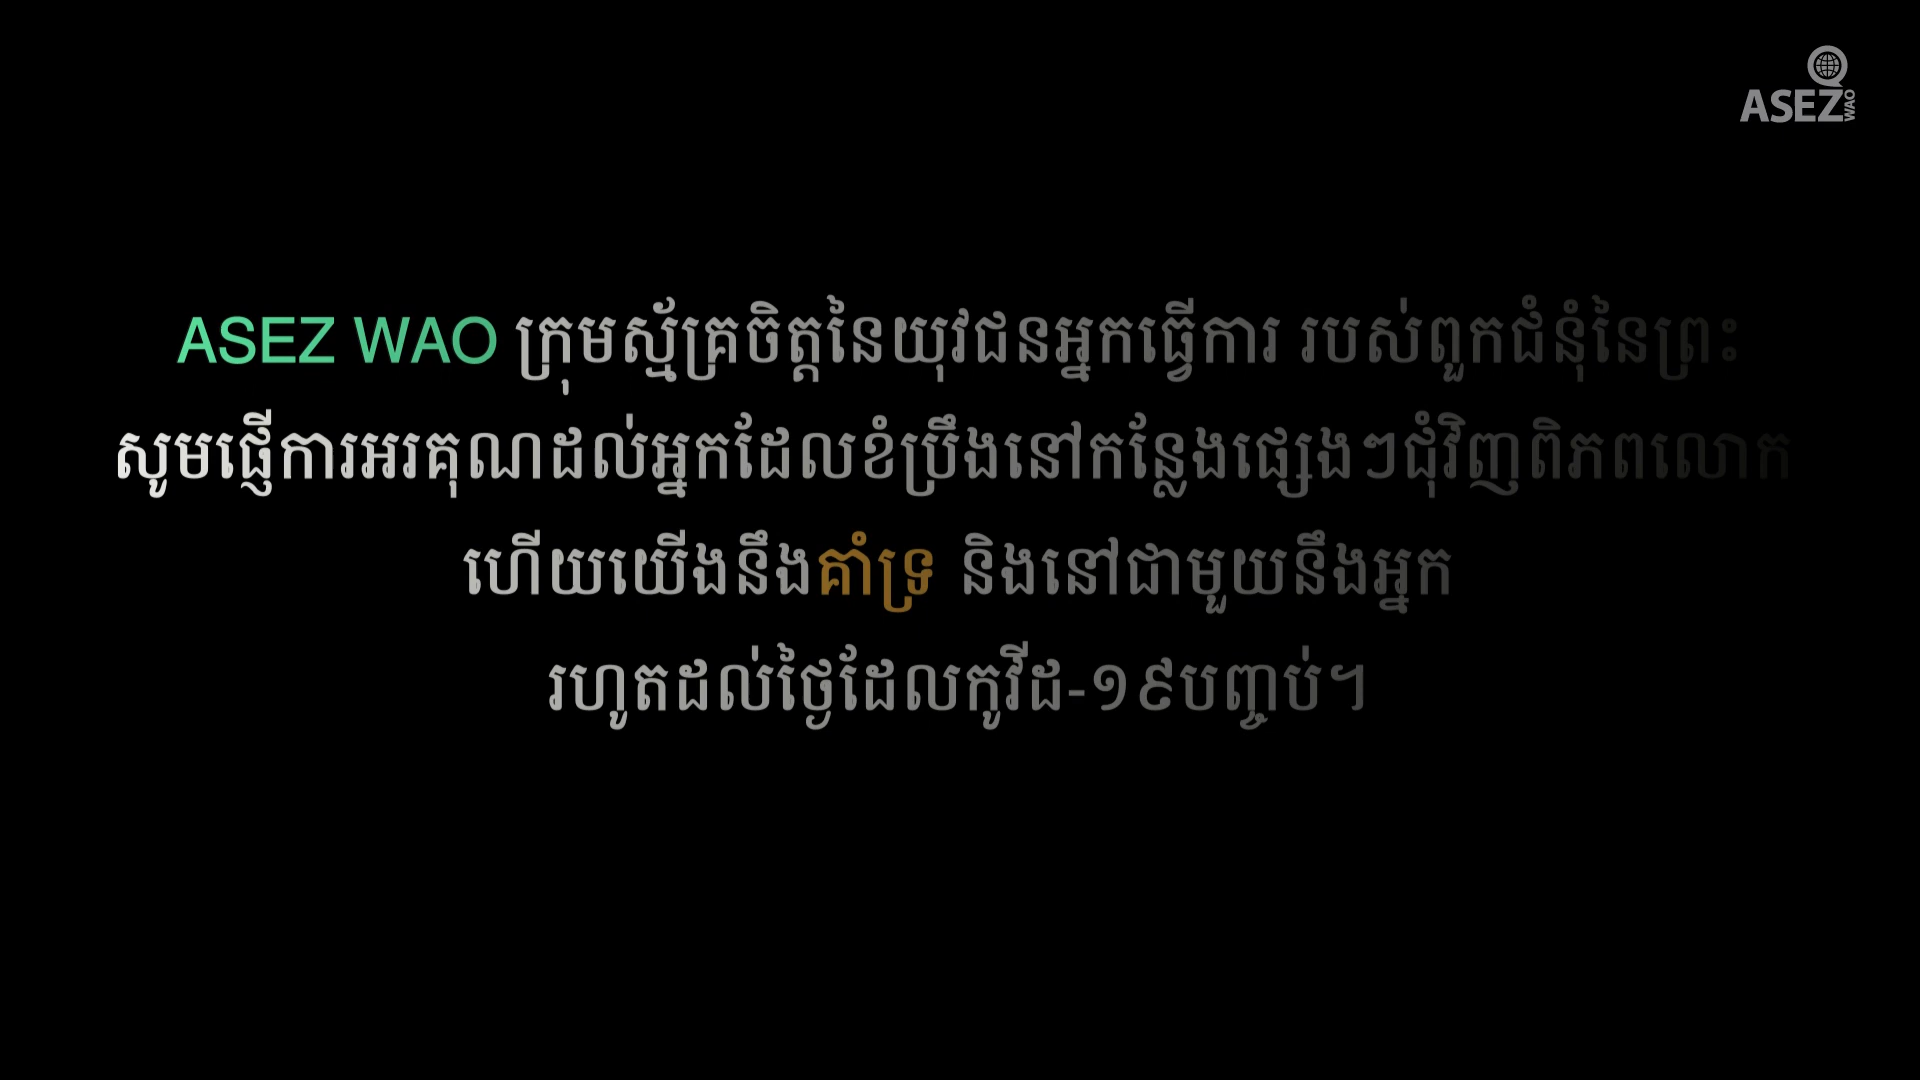 ASEZ WAO
ASEZ WAO ក្រុមស្ម័គ្រចិត្តនៃយុវជនអ្នកធ្វើការ របស់ពួកជំនុំនៃព្រះ
សូមផ្ញើការអរគុណដល់អ្នកដែលខំប្រឹងនៅកន្លែងផ្សេងៗជុំវិញពិភពលោក
ហើយយើងនឹងគាំទ្រ និងនៅជាមួយនឹងអ្នក
រហូតដល់ថ្ងៃដែលកូវីដ-១៩បញ្ចប់។